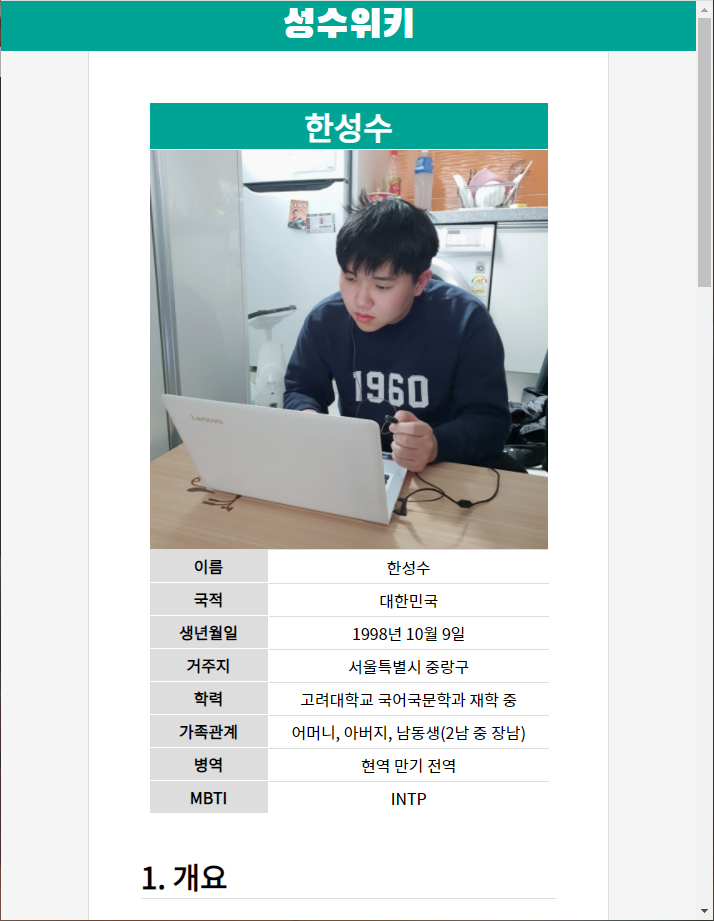 성수위키
한성수
1960
Lenovo
이름 한성수
국적 대한민국
생년월일 1998년 10월 9일
거주지 서울특별시 중랑구
학력 고려대학교 국어국문학과 재학 중
가족관계 어머니, 아버지, 남동생(2남 중 장남)
병역 현역 만기 전역
MBTI INTP
1. 개요